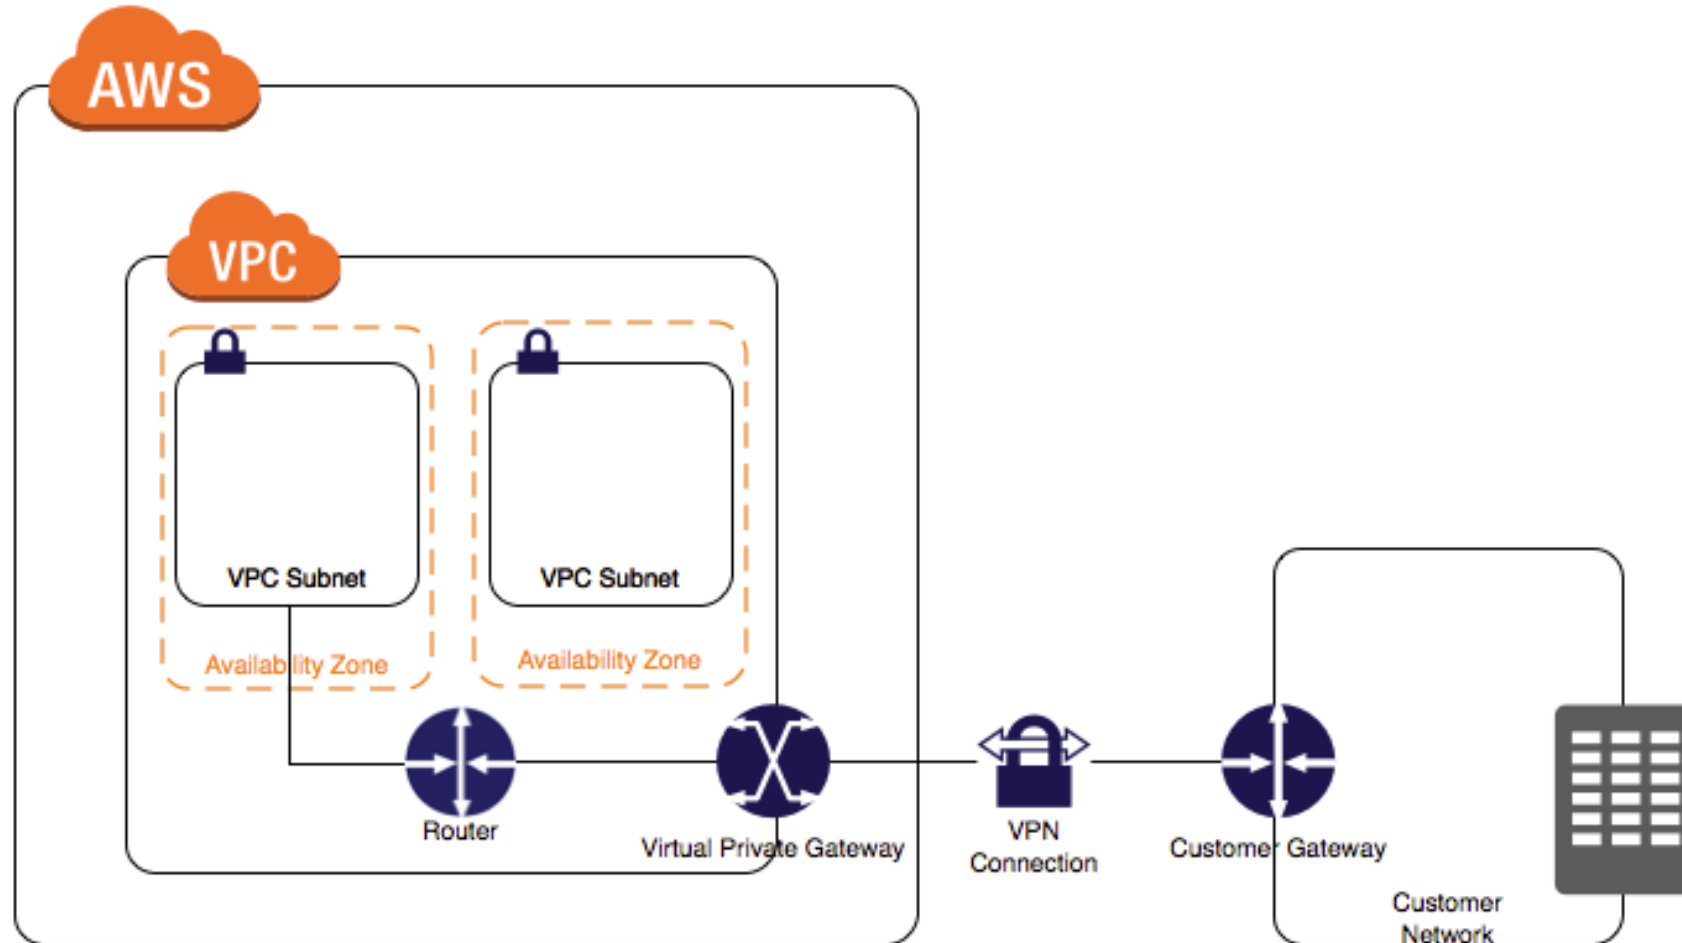 AWS
VPC
VPC Subnet
VPC Subnet
Availability Zone
Availability Zone
Router
Virtual Private Gateway
VPN
Connection
Customer Gateway
Customer
Network